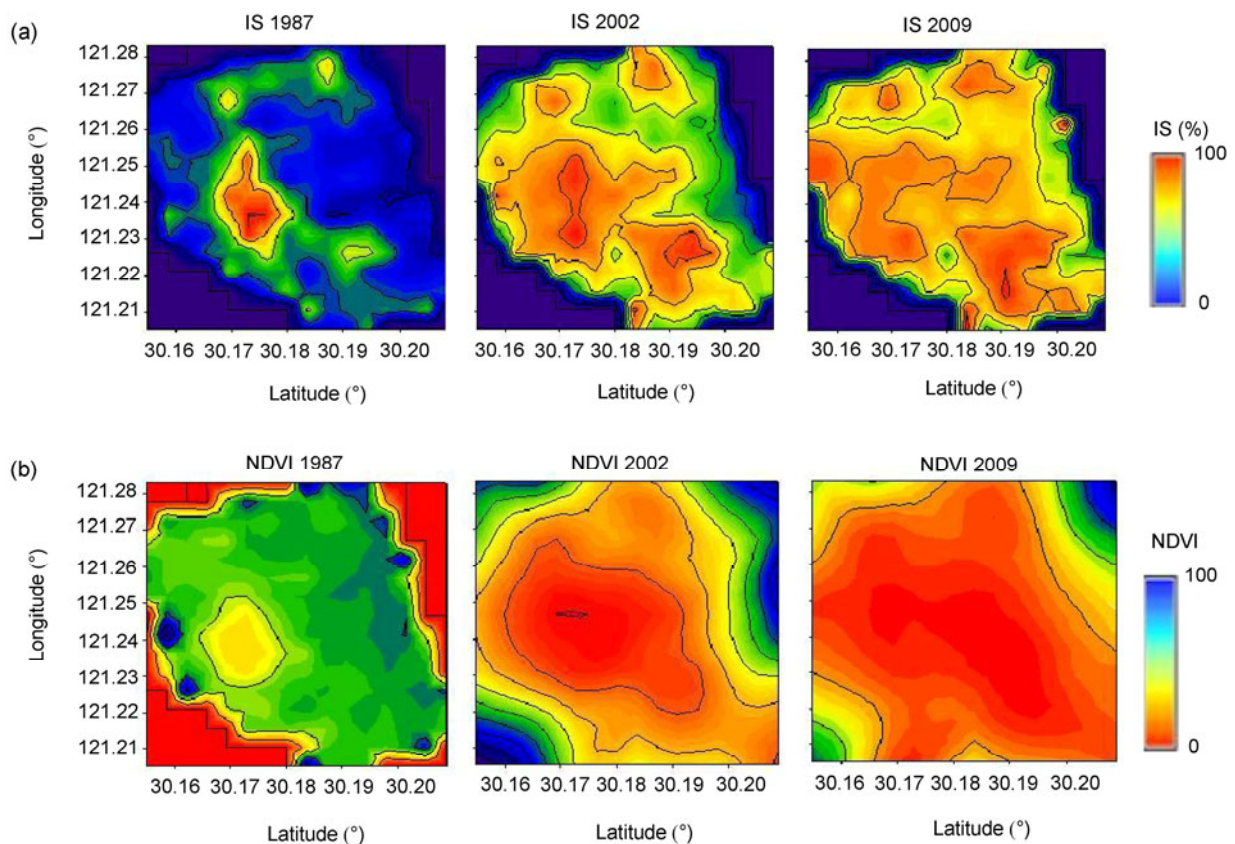 (a)
IS 1987
IS 2002
IS 2009
121.28
121.27
121.26
121.25
121.24
121.23
121.22
121.21
Longitude (°)
30.16 30.17 30.18 30.19 30.20
30.16 30.17 30.18 30.19 30.20
30.16 30.17 30.18 30.19 30.20
Latitude (°)
Latitude (°)
Latitude (°)
IS (%)
100
0
(b)
NDVI 1987
NDVI 2002
NDVI 2009
121.28
121.27
121.26
121.25
121.24
121.23
121.22
121.21
Longitude (°)
30.16 30.17 30.18 30.19 30.20
30.16 30.17 30.18 30.19 30.20
30.16 30.17 30.18 30.19 30.20
Latitude (°)
Latitude (°)
Latitude (°)
NDVI
100
0